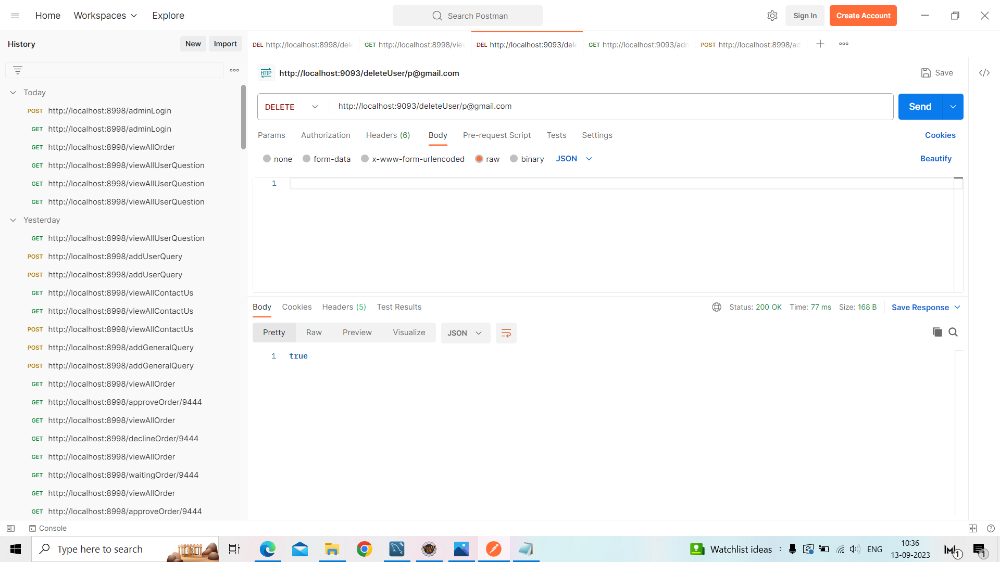 Home Workspaces Explore Search Postman Sign In Create Account
History New Import
DEL http://localhost:8998/dele GET http://localhost:8998/viev DEL http://localhost:9093/dele GET http://localhost:9093/adm POST http://localhost:8998/ad
HTTP http://localhost:9093/deleteUser/p@gmail.com Save
DELETE http://localhost:9093/deleteUser/p@gmail.com Send
Params Authorization Headers (6) Body Pre-request Script Tests Settings Cookies
none form-data x-www-form-urlencoded raw binary JSON Beautify
1
Today
POST http://localhost:8998/adminLogin
GET http://localhost:8998/adminLogin
GET http://localhost:8998/viewAllOrder
GET http://localhost:8998/viewAllUserQuestion
GET http://localhost:8998/viewAllUserQuestion
GET http://localhost:8998/viewAllUserQuestion
Yesterday
GET http://localhost:8998/viewAllUserQuestion
POST http://localhost:8998/addUserQuery
POST http://localhost:8998/addUserQuery
GET http://localhost:8998/viewAllContactUs
GET http://localhost:8998/viewAllContactUs
POST http://localhost:8998/viewAllContactUs
POST http://localhost:8998/addGeneralQuery
POST http://localhost:8998/addGeneralQuery
GET http://localhost:8998/viewAllOrder
GET http://localhost:8998/approveOrder/9444
GET http://localhost:8998/viewAllOrder
GET http://localhost:8998/declineOrder/9444
GET http://localhost:8998/viewAllOrder
GET http://localhost:8998/waitingOrder/9444
GET http://localhost:8998/viewAllOrder
GET http://localhost:8998/approveOrder/9444
Body Cookies Headers (5) Test Results Status: 200 OK Time: 77 ms Size: 168 B Save Response
Pretty Raw Preview Visualize JSON
1 true
Console
Type here to search Watchlist ideas ENG 10:36
13-09-2023 1 1